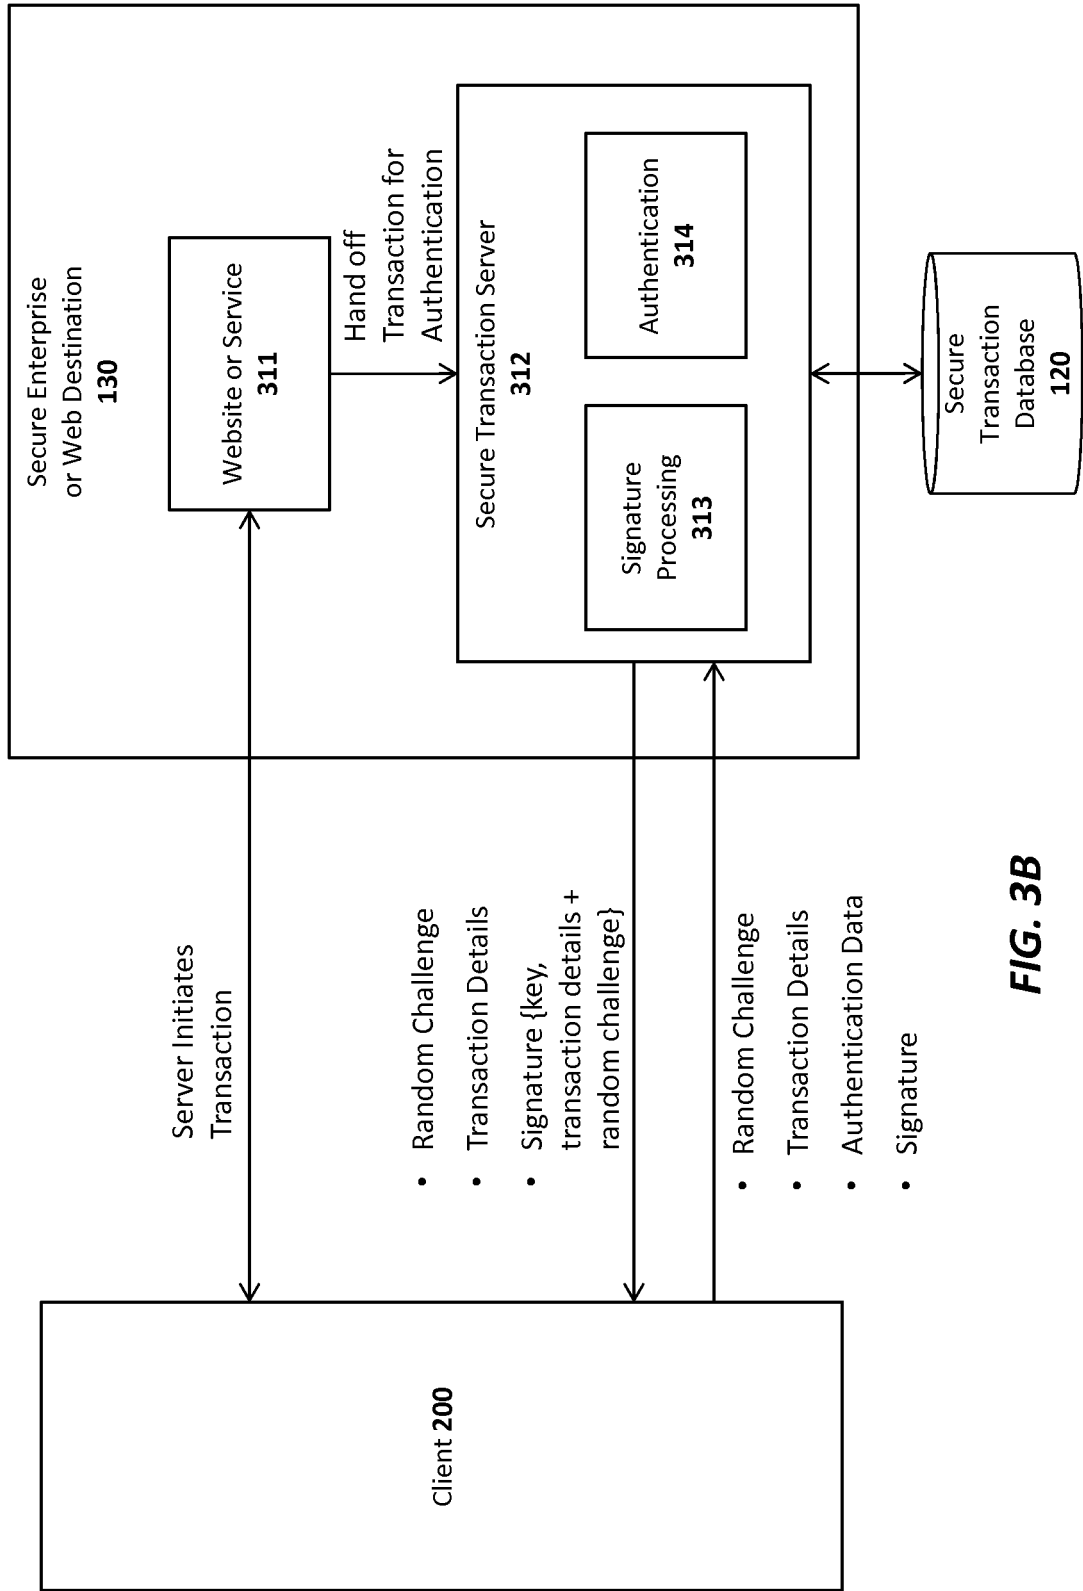 Secure Enterprise
or Web Destination
130
Server Initiates
Transaction
Website or Service
311
Hand off
Transaction for
Authentication
Client 200
• Random Challenge
• Transaction Details
• Signature {key,
transaction details +
random challenge}
Secure Transaction Server
312
Signature
Processing
313
Authentication
314
• Random Challenge
• Transaction Details
• Authentication Data
• Signature
Secure
Transaction
Database
120
FIG. 3B